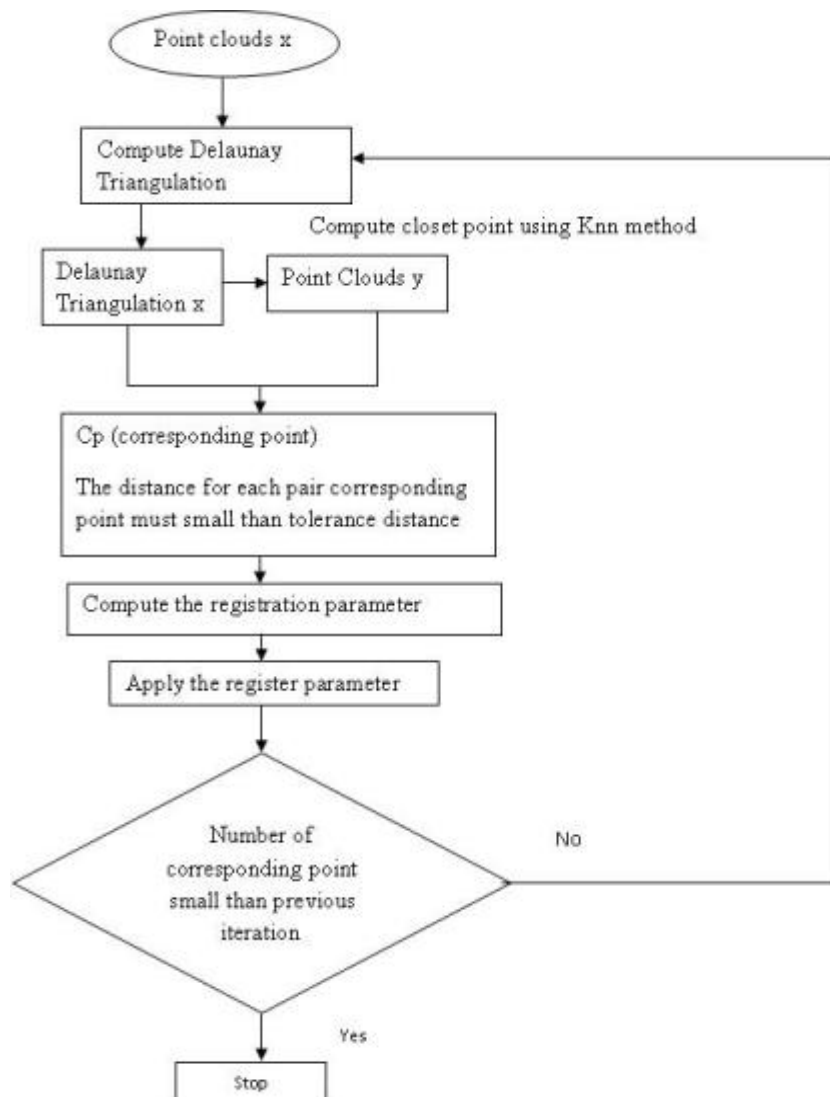 Point clouds x
Compute Delaunay
Triangulation
Compute closet point using Knn method
Delaunay
Triangulation x
Point Clouds y
Cp (corresponding point)
The distance for each pair corresponding
point must small than tolerance distance
Compute the registration parameter
Apply the register parameter
Number of
corresponding point
small than previous
iteration
No
Yes
Stop